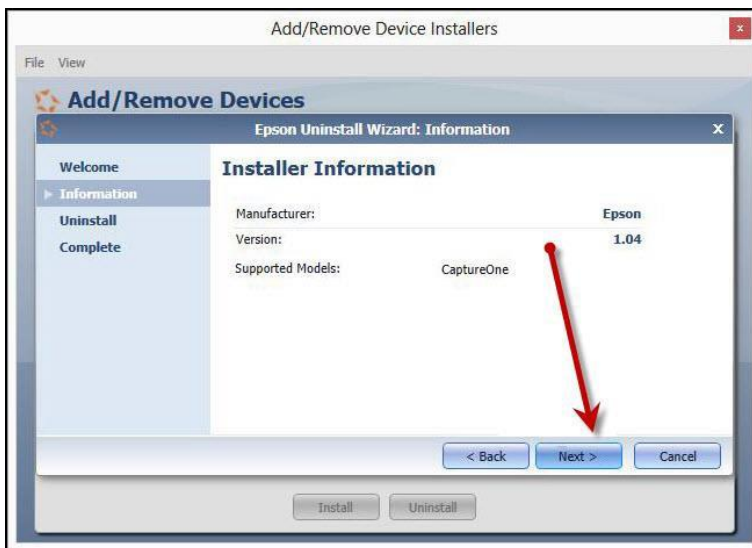 Add/Remove Device Installers
x
File View
Add/Remove Devices
Epson Uninstall Wizard: Information
x
Welcome
Information
Uninstall
Complete
Installer Information
Manufacturer: Epson
Version: 1.04
Supported Models: CaptureOne
< Back Next > Cancel
Install Uninstall